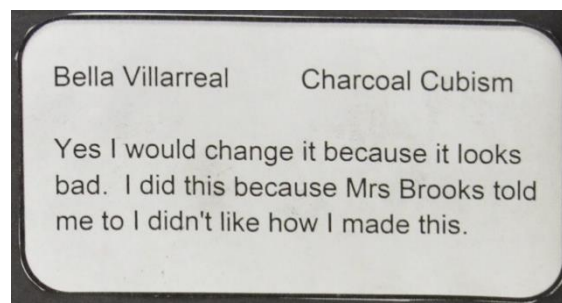 Bella Villarreal Charcoal Cubism
Yes I would change it because it looks
bad. I did this because Mrs Brooks told
me to I didn't like how I made this.